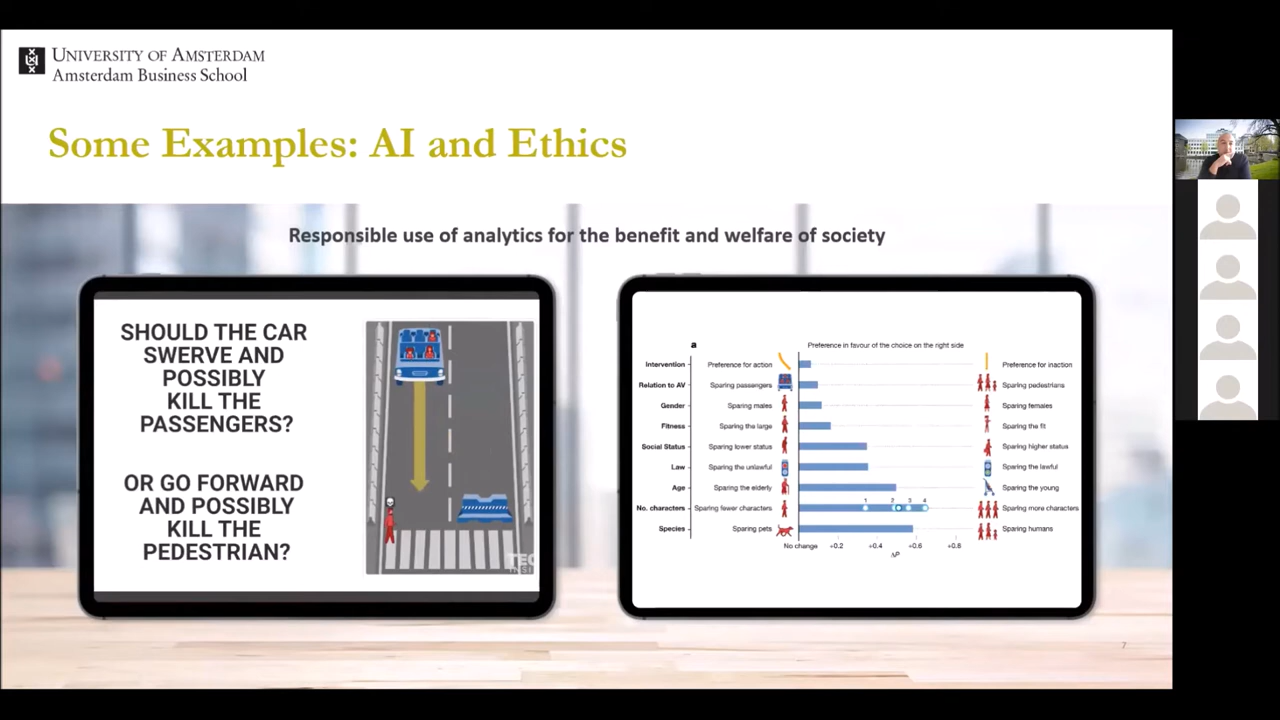 UNIVERSITY OF AMSTERDAM
Amsterdam Business School
Some Examples: AI and Ethics
Responsible use of analytics for the benefit and welfare of society
SHOULD THE CAR
SWERVE AND
POSSIBLY
KILL THE
PASSENGERS?
OR GO FORWARD
AND POSSIBLY
KILL THE
PEDESTRIAN?
a
Preference in favour of the choice on the right side
Intervention Preference for action Preference for inaction
Relation to AV Sparing passengers Sparing pedestrians
Gender Sparing males Sparing females
Fitness Sparing the large Sparing the fit
Social Status Sparing lower status Sparing higher status
Law Sparing the unlawful Sparing the lawful
Age Sparing the elderly Sparing the young
1 2 3 4
No. characters Sparing fewer characters Sparing more characters
Species Sparing pets Sparing humans
No change +0.2 +0.4 +0.6 +0.8
ΔP
7